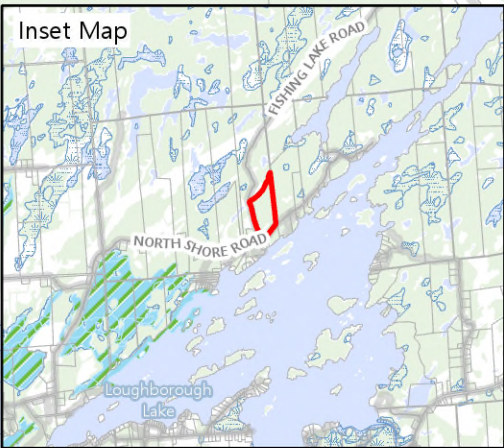 Inset Map
FISHING LAKE ROAD
NORTH SHORE ROAD
Loughborough
Lake